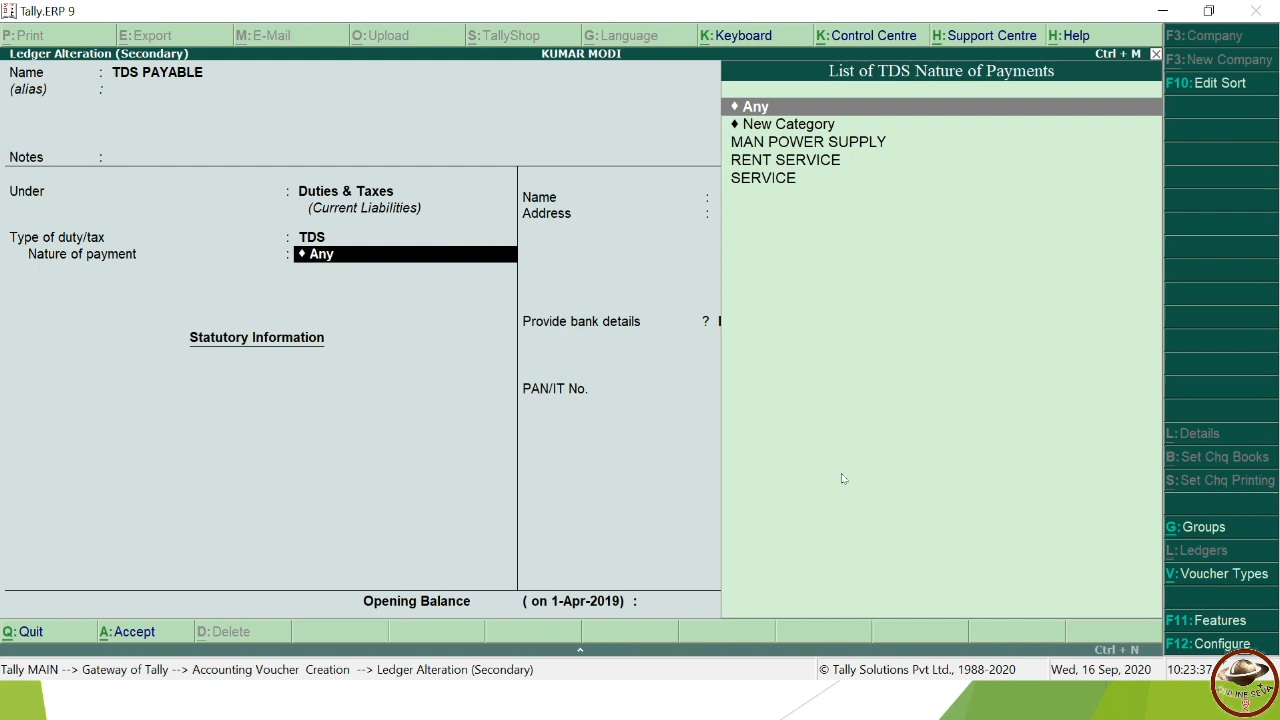 Tally.ERP 9
P: Print E: Export M: E-Mail O: Upload S: TallyShop G: Language K: Keyboard K: Control Centre H: Support Centre H: Help
Ledger Alteration (Secondary) KUMAR MODI Ctrl + M
Name : TDS PAYABLE
(alias) :
Notes :
Under : Duties & Taxes
(Current Liabilities)
Type of duty/tax : TDS
Nature of payment : ♦ Any
Statutory Information
Name :
Address :
Provide bank details ?
PAN/IT No.
Opening Balance ( on 1-Apr-2019) :
List of TDS Nature of Payments
♦ Any
♦ New Category
MAN POWER SUPPLY
RENT SERVICE
SERVICE
F3: Company
F3: New Company
F10: Edit Sort
L: Details
B: Set Chq Books
S: Set Chq Printing
G: Groups
L: Ledgers
V: Voucher Types
F11: Features
F12: Configure
Q: Quit A: Accept D: Delete
Ctrl + N
Tally MAIN --> Gateway of Tally --> Accounting Voucher Creation --> Ledger Alteration (Secondary) © Tally Solutions Pvt Ltd., 1988-2020 Wed, 16 Sep, 2020 10:23:37
ONLINE SEVA